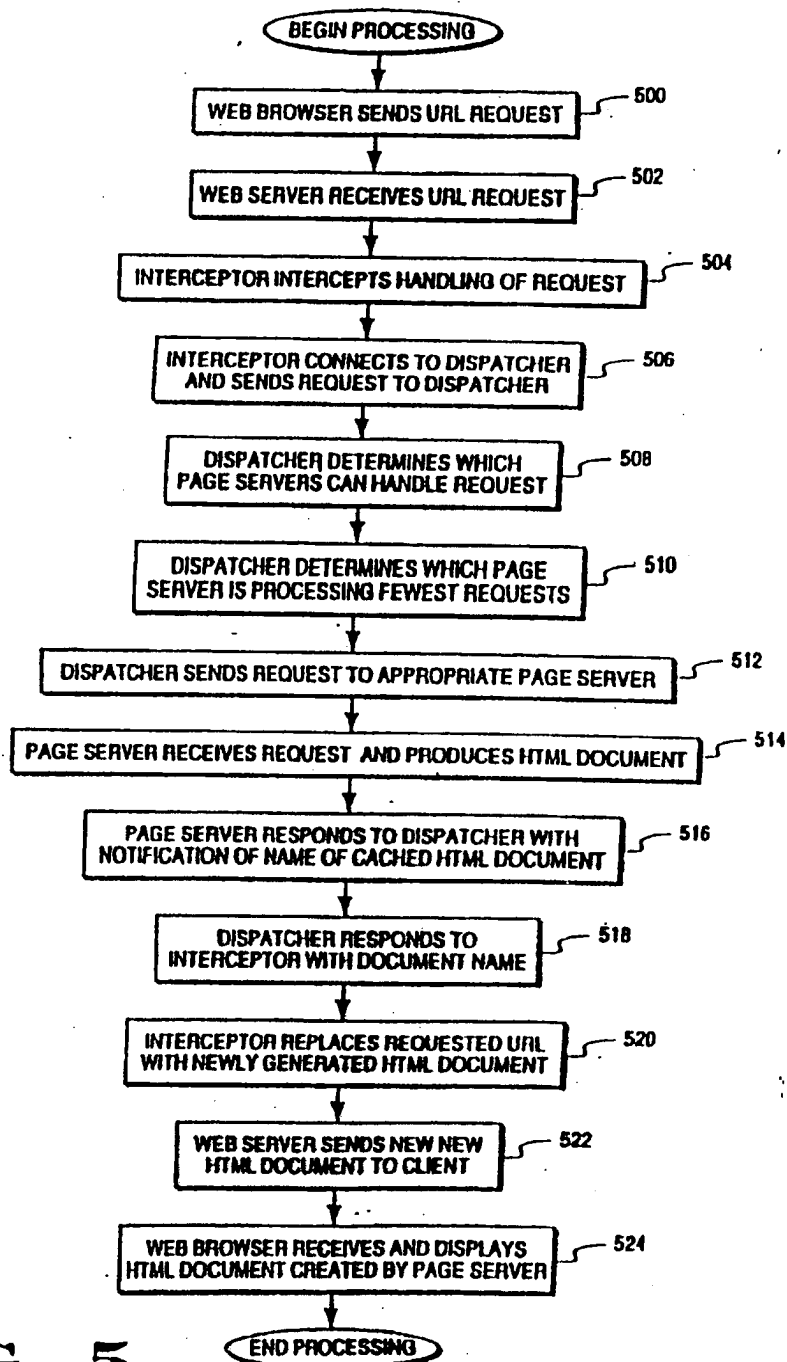 BEGIN PROCESSING
WEB BROWSER SENDS URL REQUEST
500
WEB SERVER RECEIVES URL REQUEST
502
INTERCEPTOR INTERCEPTS HANDLING OF REQUEST
504
INTERCEPTOR CONNECTS TO DISPATCHER
AND SENDS REQUEST TO DISPATCHER
506
DISPATCHER DETERMINES WHICH
PAGE SERVERS CAN HANDLE REQUEST
508
DISPATCHER DETERMINES WHICH PAGE
SERVER IS PROCESSING FEWEST REQUESTS
510
DISPATCHER SENDS REQUEST TO APPROPRIATE PAGE SERVER
512
PAGE SERVER RECEIVES REQUEST AND PRODUCES HTML DOCUMENT
514
PAGE SERVER RESPONDS TO DISPATCHER WITH
NOTIFICATION OF NAME OF CACHED HTML DOCUMENT
516
DISPATCHER RESPONDS TO
INTERCEPTOR WITH DOCUMENT NAME
518
INTERCEPTOR REPLACES REQUESTED URL
WITH NEWLY GENERATED HTML DOCUMENT
520
WEB SERVER SENDS NEW NEW
HTML DOCUMENT TO CLIENT
522
WEB BROWSER RECEIVES AND DISPLAYS
HTML DOCUMENT CREATED BY PAGE SERVER
524
END PROCESSING